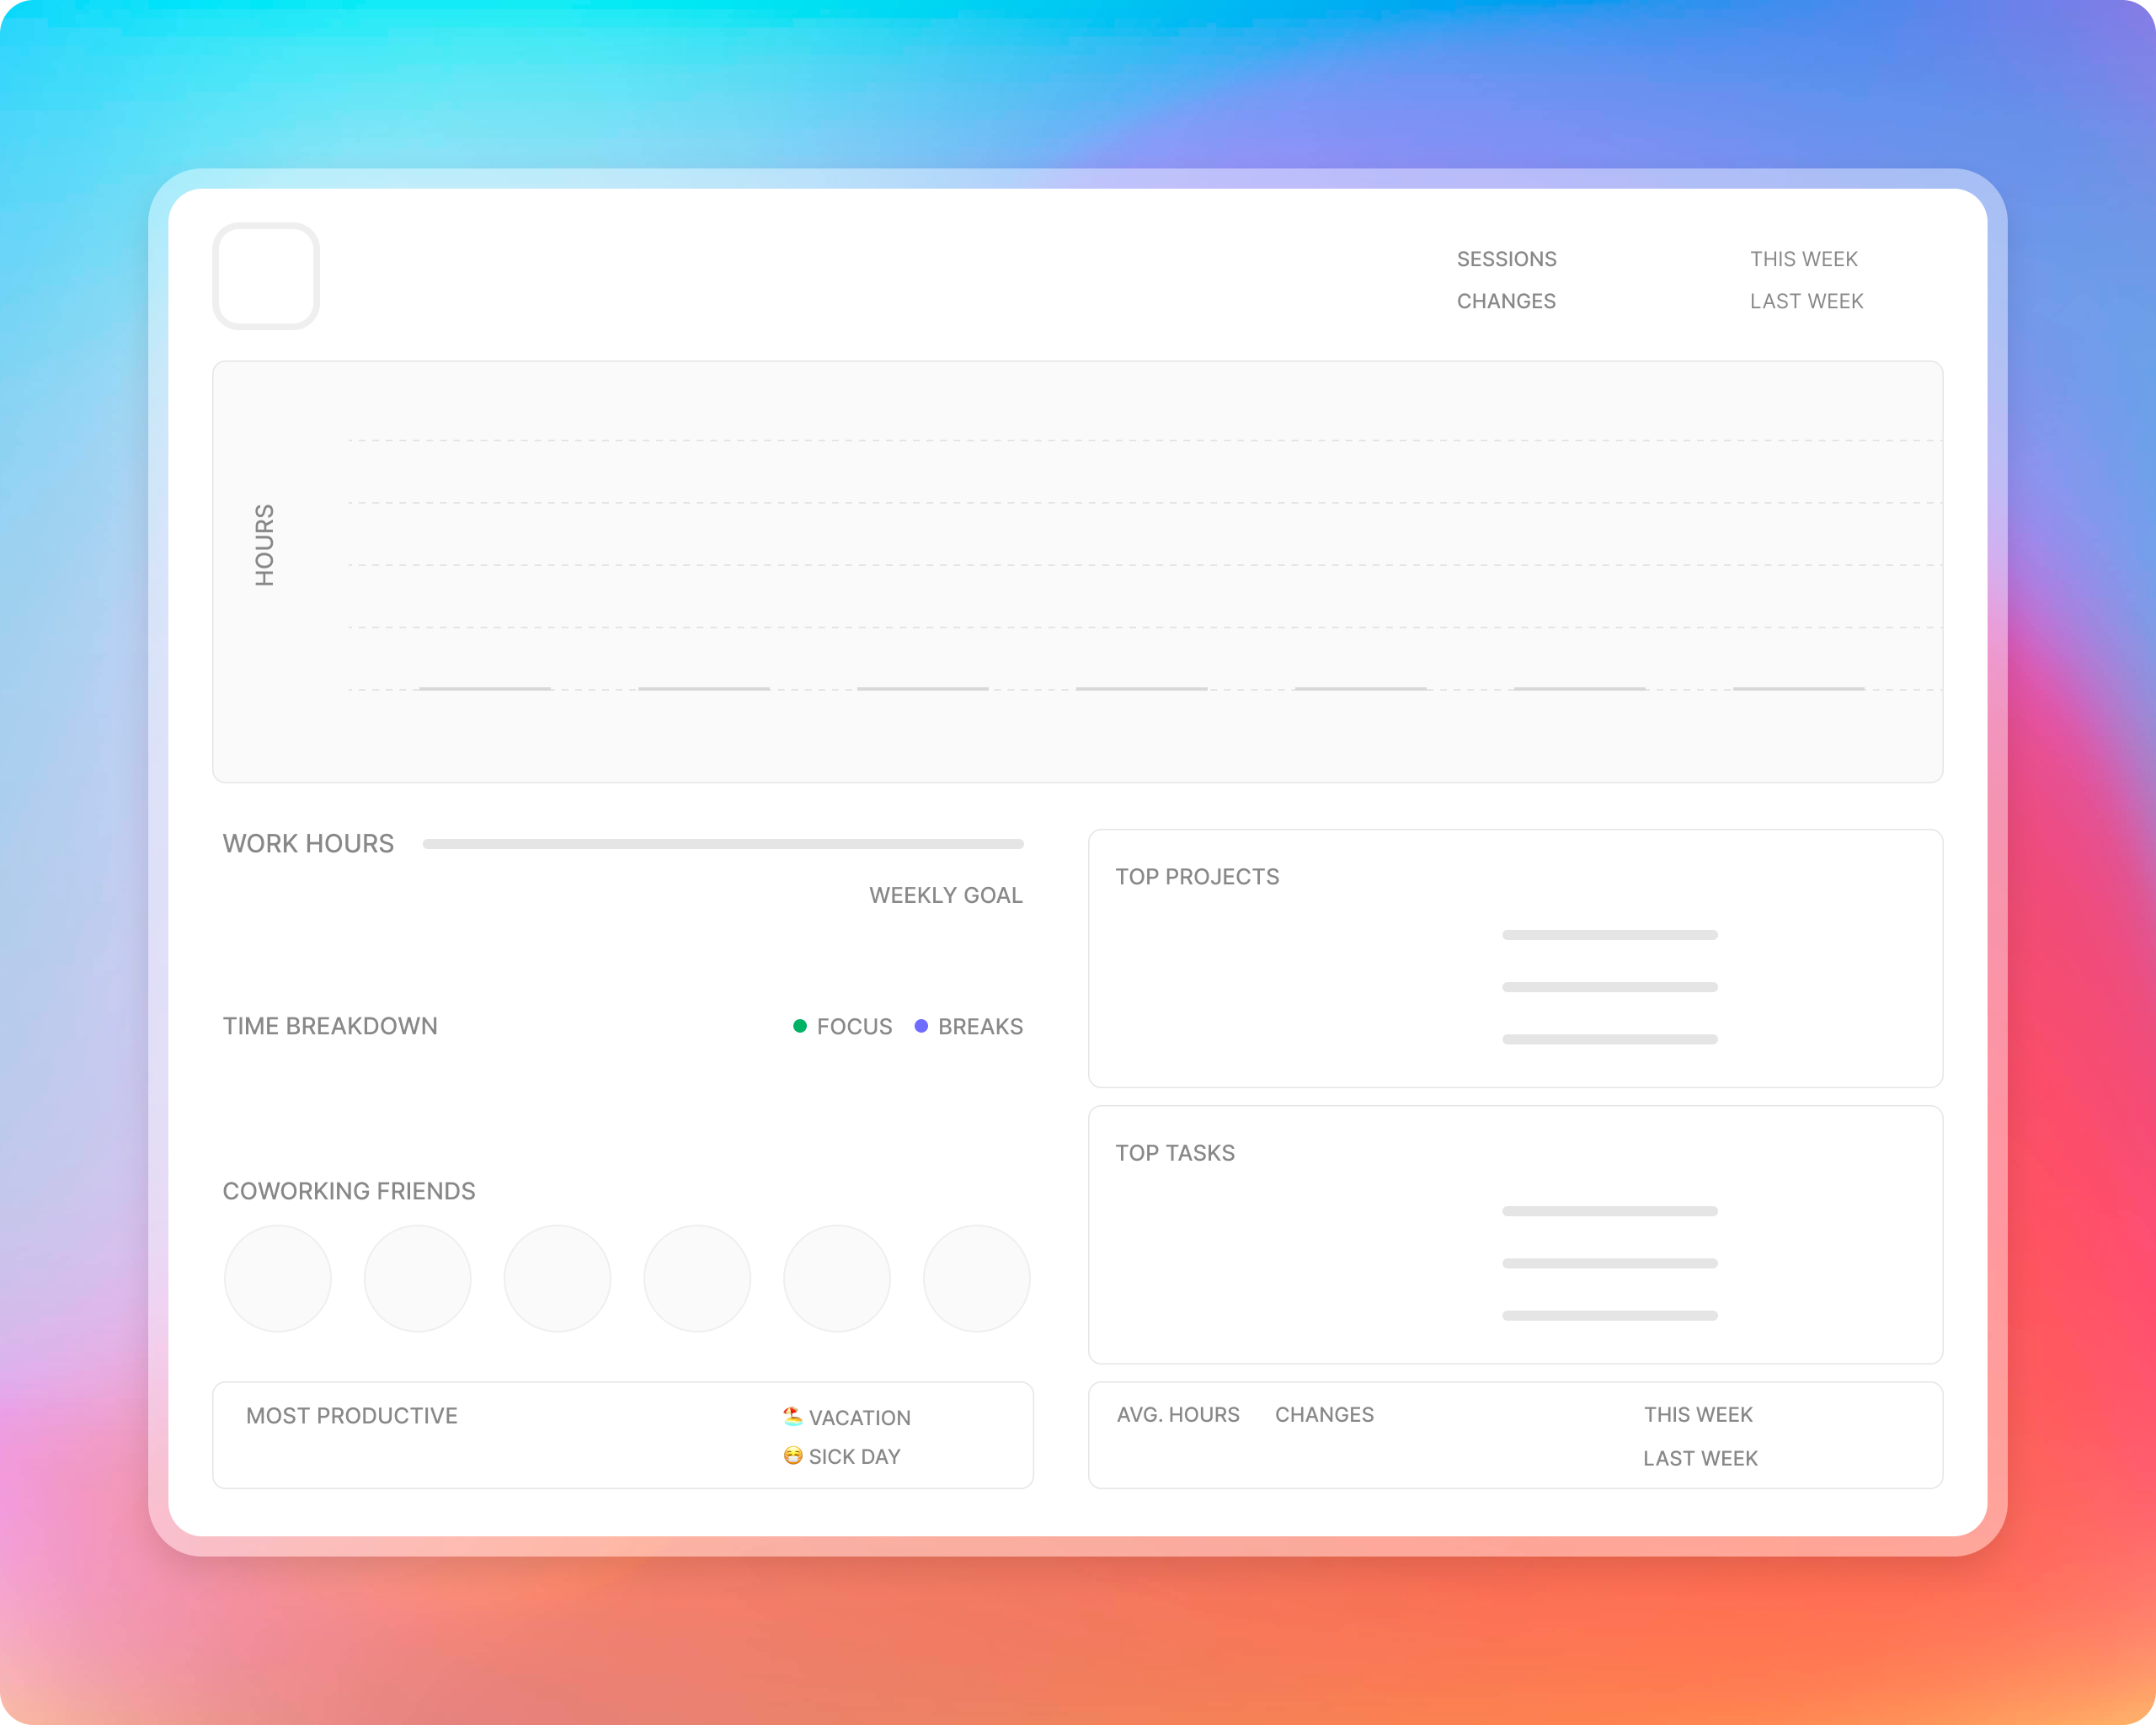 SESSIONS
THIS WEEK
CHANGES
LAST WEEK
HOURS
WORK HOURS
WEEKLY GOAL
TIME BREAKDOWN
FOCUS
BREAKS
COWORKING FRIENDS
TOP PROJECTS
TOP TASKS
MOST PRODUCTIVE
🏖️ VACATION
😷 SICK DAY
AVG. HOURS
CHANGES
THIS WEEK
LAST WEEK